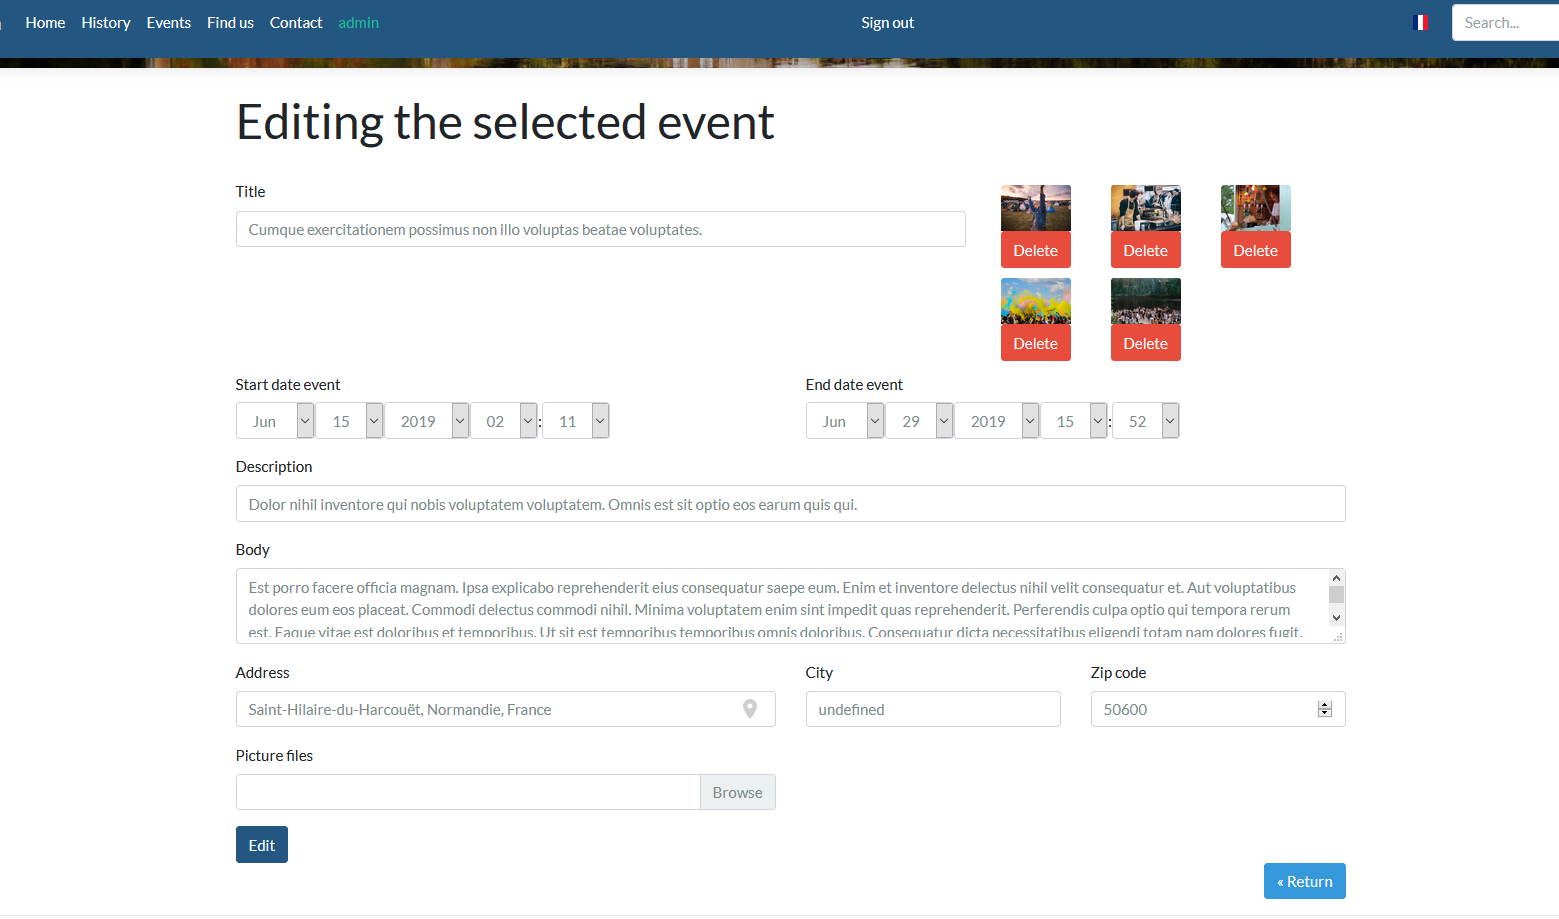 Home History Events Find us Contact admin Sign out Search...
Editing the selected event
Title
Cumque exercitationem possimus non illo voluptas beatae voluptates.
Delete Delete Delete
Delete Delete
Start date event End date event
Jun 15 2019 02 : 11 Jun 29 2019 15 : 52
Description
Dolor nihil inventore qui nobis voluptatem voluptatem. Omnis est sit optio eos earum quis qui.
Body
Est porro facere officia magnam. Ipsa explicabo reprehenderit eius consequatur saepe eum. Enim et inventore delectus nihil velit consequatur et. Aut voluptatibus
dolores eum eos placeat. Commodi delectus commodi nihil. Minima voluptatem enim sint impedit quas reprehenderit. Perferendis culpa optio qui tempora rerum
est. Eaque vitae est doloribus et temporibus. Ut sit est temporibus temporibus omnis doloribus. Consequatur dicta necessitatibus eligendi totam nam dolores fugit.
Address City Zip code
Saint-Hilaire-du-Harcouët, Normandie, France undefined 50600
Picture files
Browse
Edit
« Return